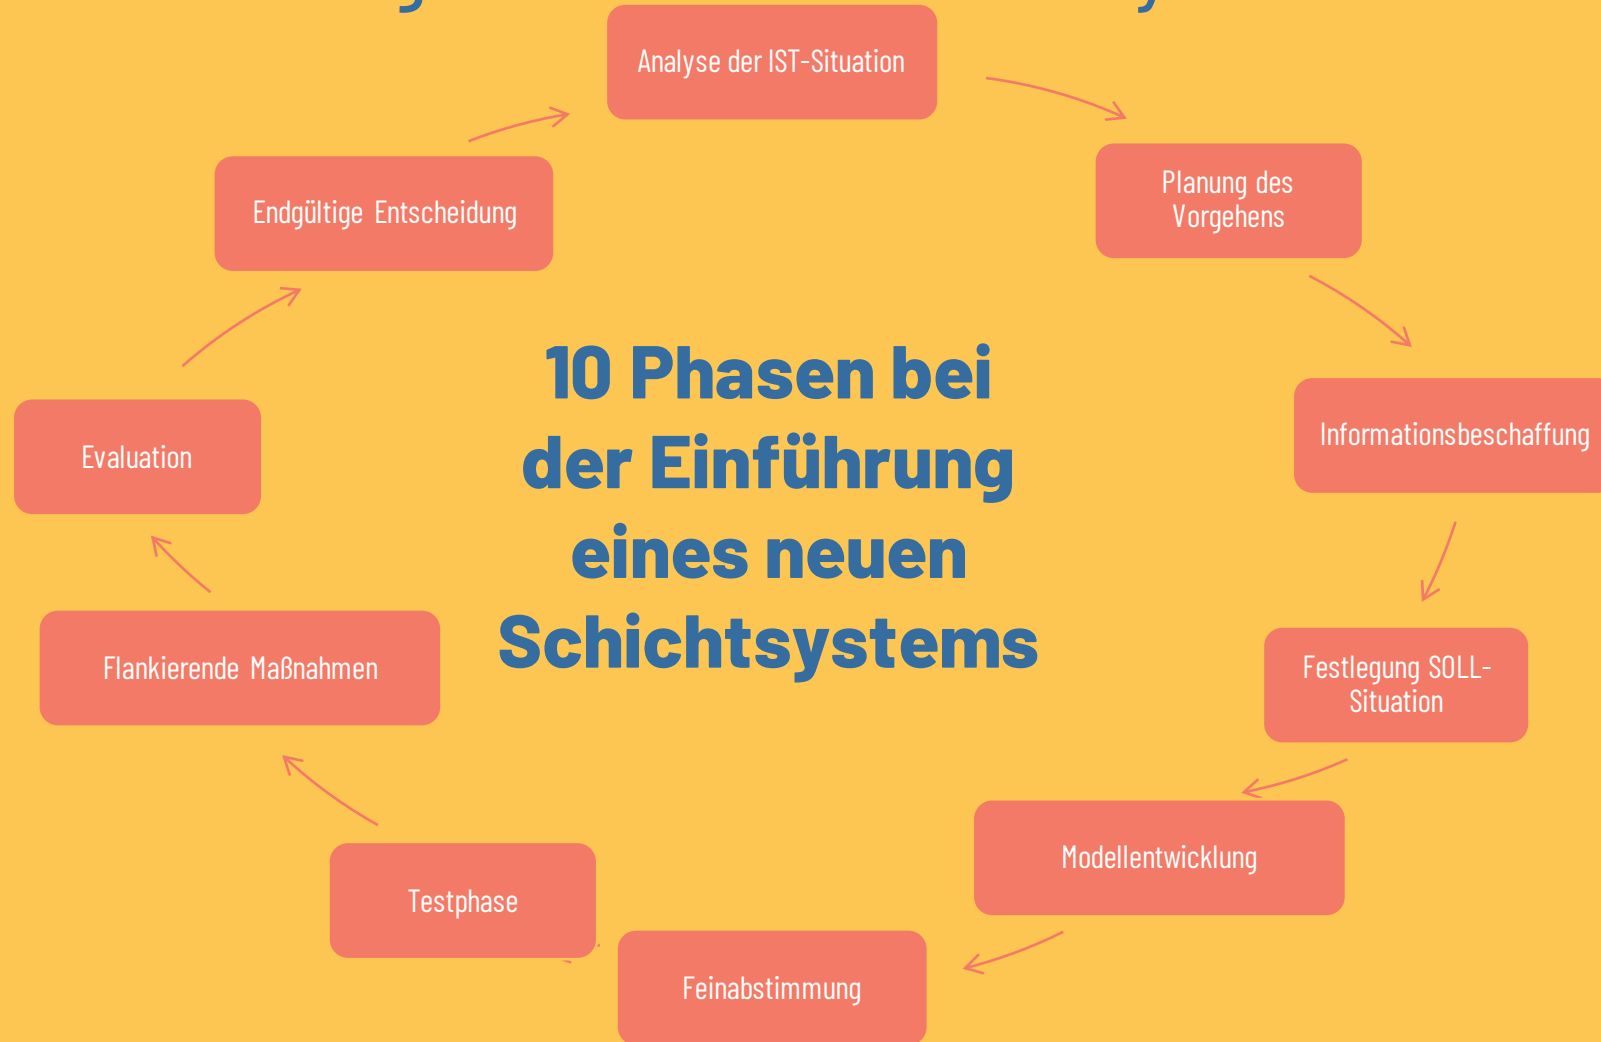 Analyse der IST-Situation
Planung des
Vorgehens
Informationsbeschaffung
Festlegung SOLL-
Situation
Modellentwicklung
Feinabstimmung
Testphase
Flankierende Maßnahmen
Evaluation
Endgültige Entscheidung
10 Phasen bei
der Einführung
eines neuen
Schichtsystems